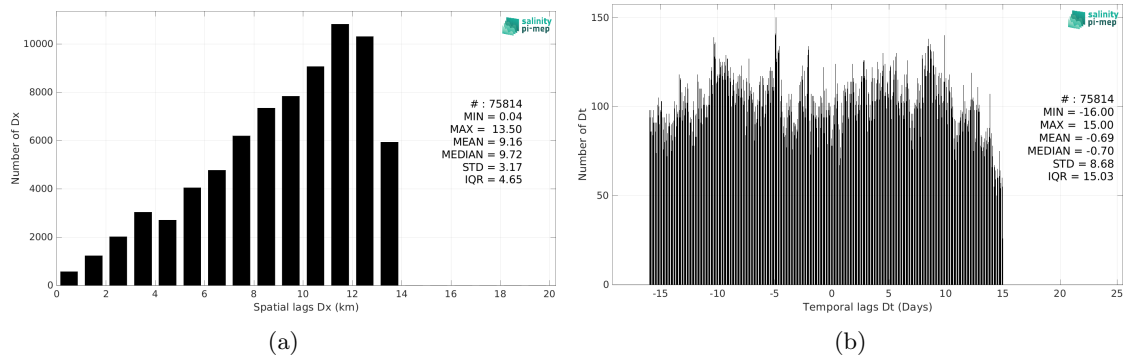 salinity
pi-mep
10000
8000
6000
4000
2000
0
Number of Dx
# : 75814
MIN = 0.04
MAX = 13.50
MEAN = 9.16
MEDIAN = 9.72
STD = 3.17
IQR = 4.65
0 2 4 6 8 10 12 14 16 18 20
Spatial lags Dx (km)
(a)
salinity
pi-mep
150
100
50
0
Number of Dt
# : 75814
MIN = -16.00
MAX = 15.00
MEAN = -0.69
MEDIAN = -0.70
STD = 8.68
IQR = 15.03
-15 -10 -5 0 5 10 15 20 25
Temporal lags Dt (Days)
(b)